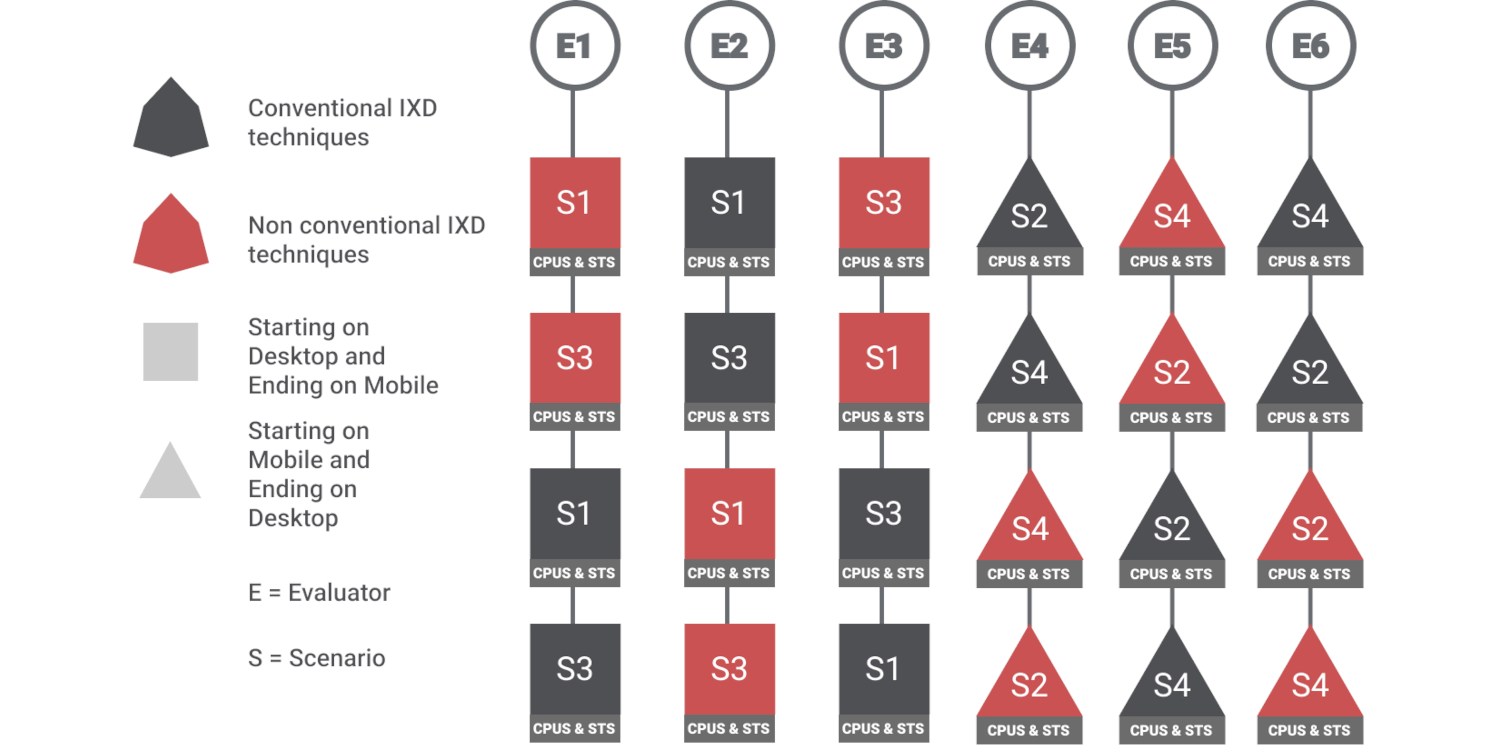 E1 E2 E3 E4 E5 E6
Conventional IXD
techniques
Non conventional IXD
techniques
Starting on
Desktop and
Ending on Mobile
Starting on
Mobile and
Ending on
Desktop
E = Evaluator
S = Scenario
S1 S1 S3 S2 S4 S4
CPUS & STS CPUS & STS CPUS & STS CPUS & STS CPUS & STS CPUS & STS
S3 S3 S1 S4 S2 S2
CPUS & STS CPUS & STS CPUS & STS CPUS & STS CPUS & STS CPUS & STS
S1 S1 S3 S4 S2 S2
CPUS & STS CPUS & STS CPUS & STS CPUS & STS CPUS & STS CPUS & STS
S3 S3 S1 S2 S4 S4
CPUS & STS CPUS & STS CPUS & STS CPUS & STS CPUS & STS CPUS & STS